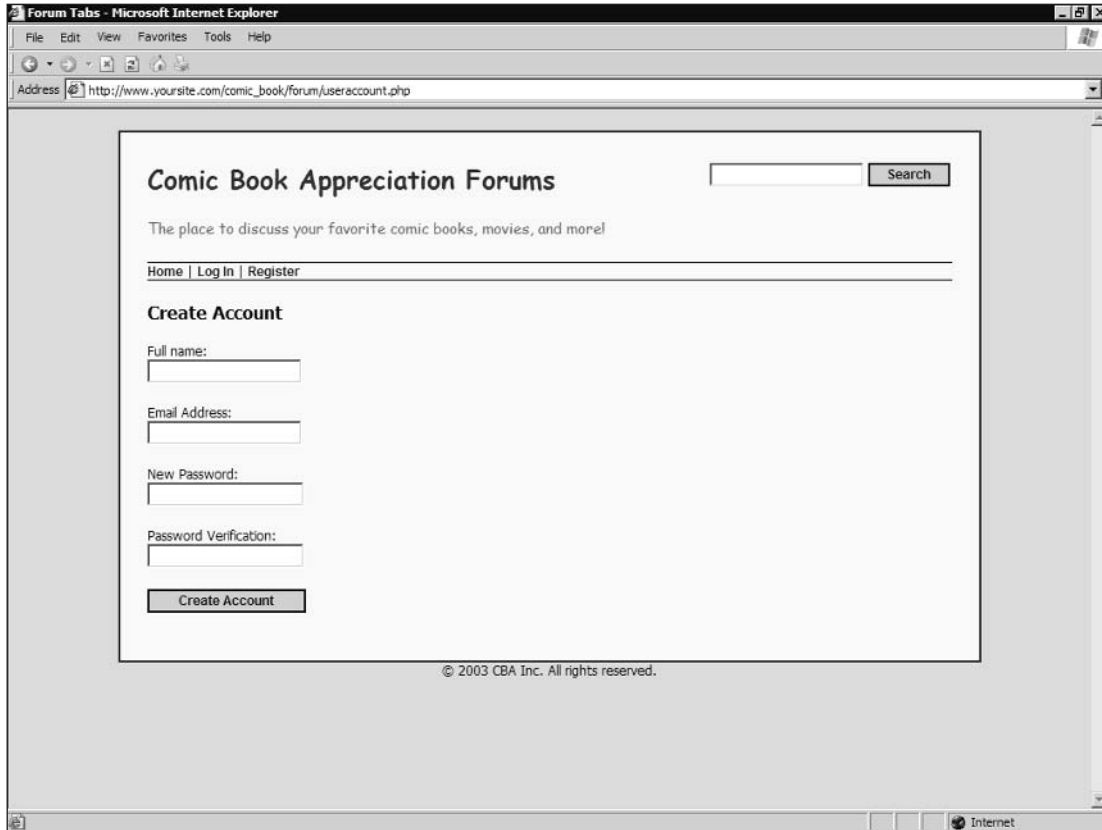 Forum Tabs - Microsoft Internet Explorer
File Edit View Favorites Tools Help
Address http://www.yoursite.com/comic_book/forum/useraccount.php
Comic Book Appreciation Forums
Search
The place to discuss your favorite comic books, movies, and more!
Home | Log In | Register
Create Account
Full name:
Email Address:
New Password:
Password Verification:
Create Account
© 2003 CBA Inc. All rights reserved.
Internet